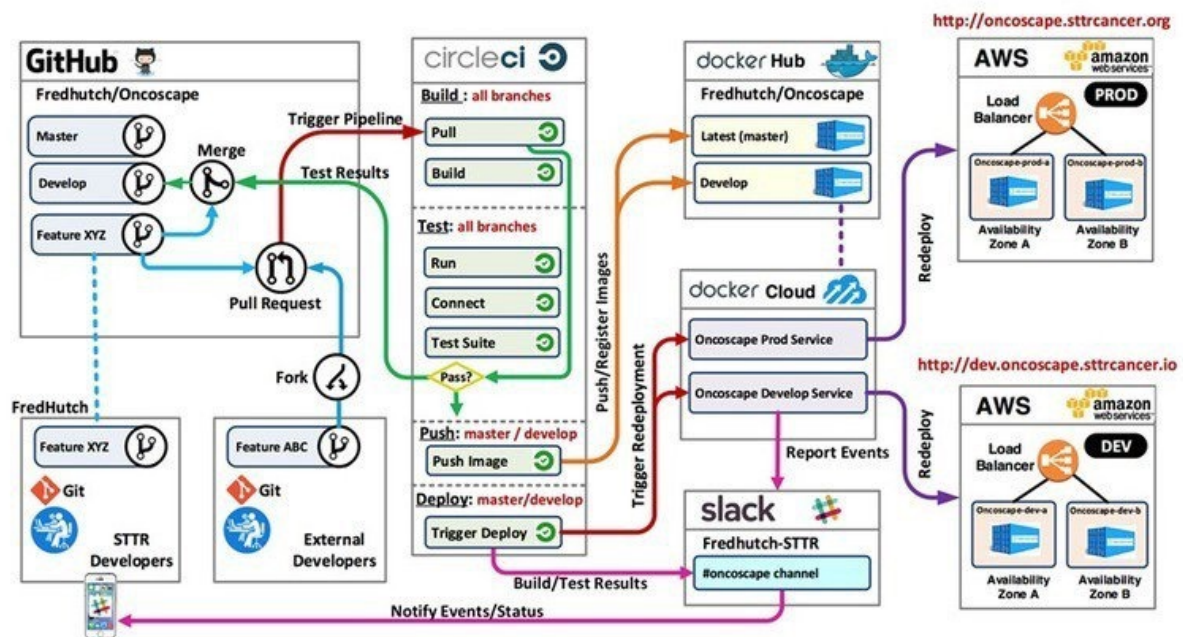 GitHub
Fredhutch/Oncoscape
Master
Develop
Feature XYZ
Merge
Pull Request
Trigger Pipeline
Test Results
Fork
FredHutch
Feature XYZ
Git
STTR
Developers
Feature ABC
Git
External
Developers
circleci
Build : all branches
Pull
Build
Test: all branches
Run
Connect
Test Suite
Pass?
Push: master / develop
Push Image
Deploy: master/develop
Trigger Deploy
Build/Test Results
Notify Events/Status
Push/Register Images
Trigger Redeployment
docker Hub
Fredhutch/Oncoscape
Latest (master)
Develop
docker Cloud
Oncoscape Prod Service
Oncoscape Develop Service
Report Events
slack
Fredhutch-STTR
#oncoscape channel
Redeploy
Redeploy
http://oncoscape.sttrcancer.org
AWS
amazon
webservices™
PROD
Load
Balancer
Oncoscape-prod-a
Oncoscape-prod-b
Availability
Zone A
Availability
Zone B
http://dev.oncoscape.sttrcancer.io
AWS
amazon
webservices™
DEV
Load
Balancer
Oncoscape-dev-a
Oncoscape-dev-b
Availability
Zone A
Availability
Zone B